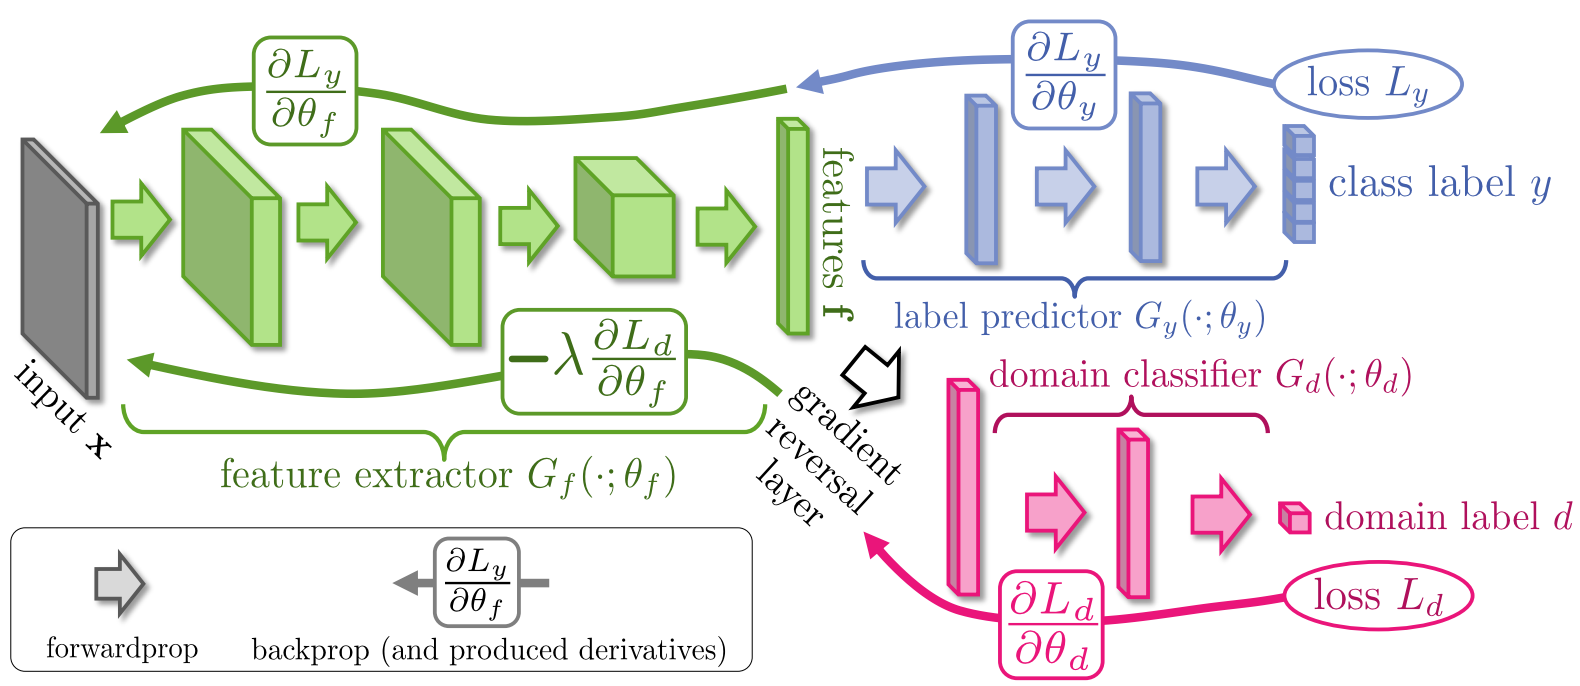 ∂L_y/∂θ_f
∂L_y/∂θ_y
loss L_y
features f
class label y
label predictor G_y(·; θ_y)
−λ ∂L_d/∂θ_f
input x
feature extractor G_f(·; θ_f)
gradient
reversal
layer
domain classifier G_d(·; θ_d)
domain label d
∂L_d/∂θ_d
loss L_d
∂L_y/∂θ_f
forwardprop
backprop (and produced derivatives)